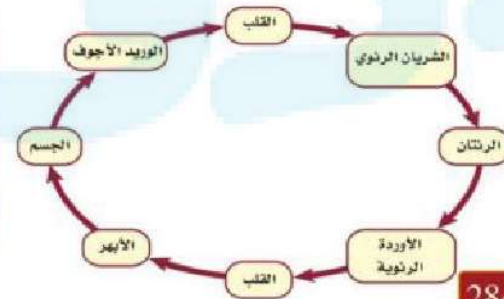 القلب
الشريان الرئوي
الرئتان
الأوردة
الرئوية
القلب
الأبهر
الجسم
الوريد الأجوف
28